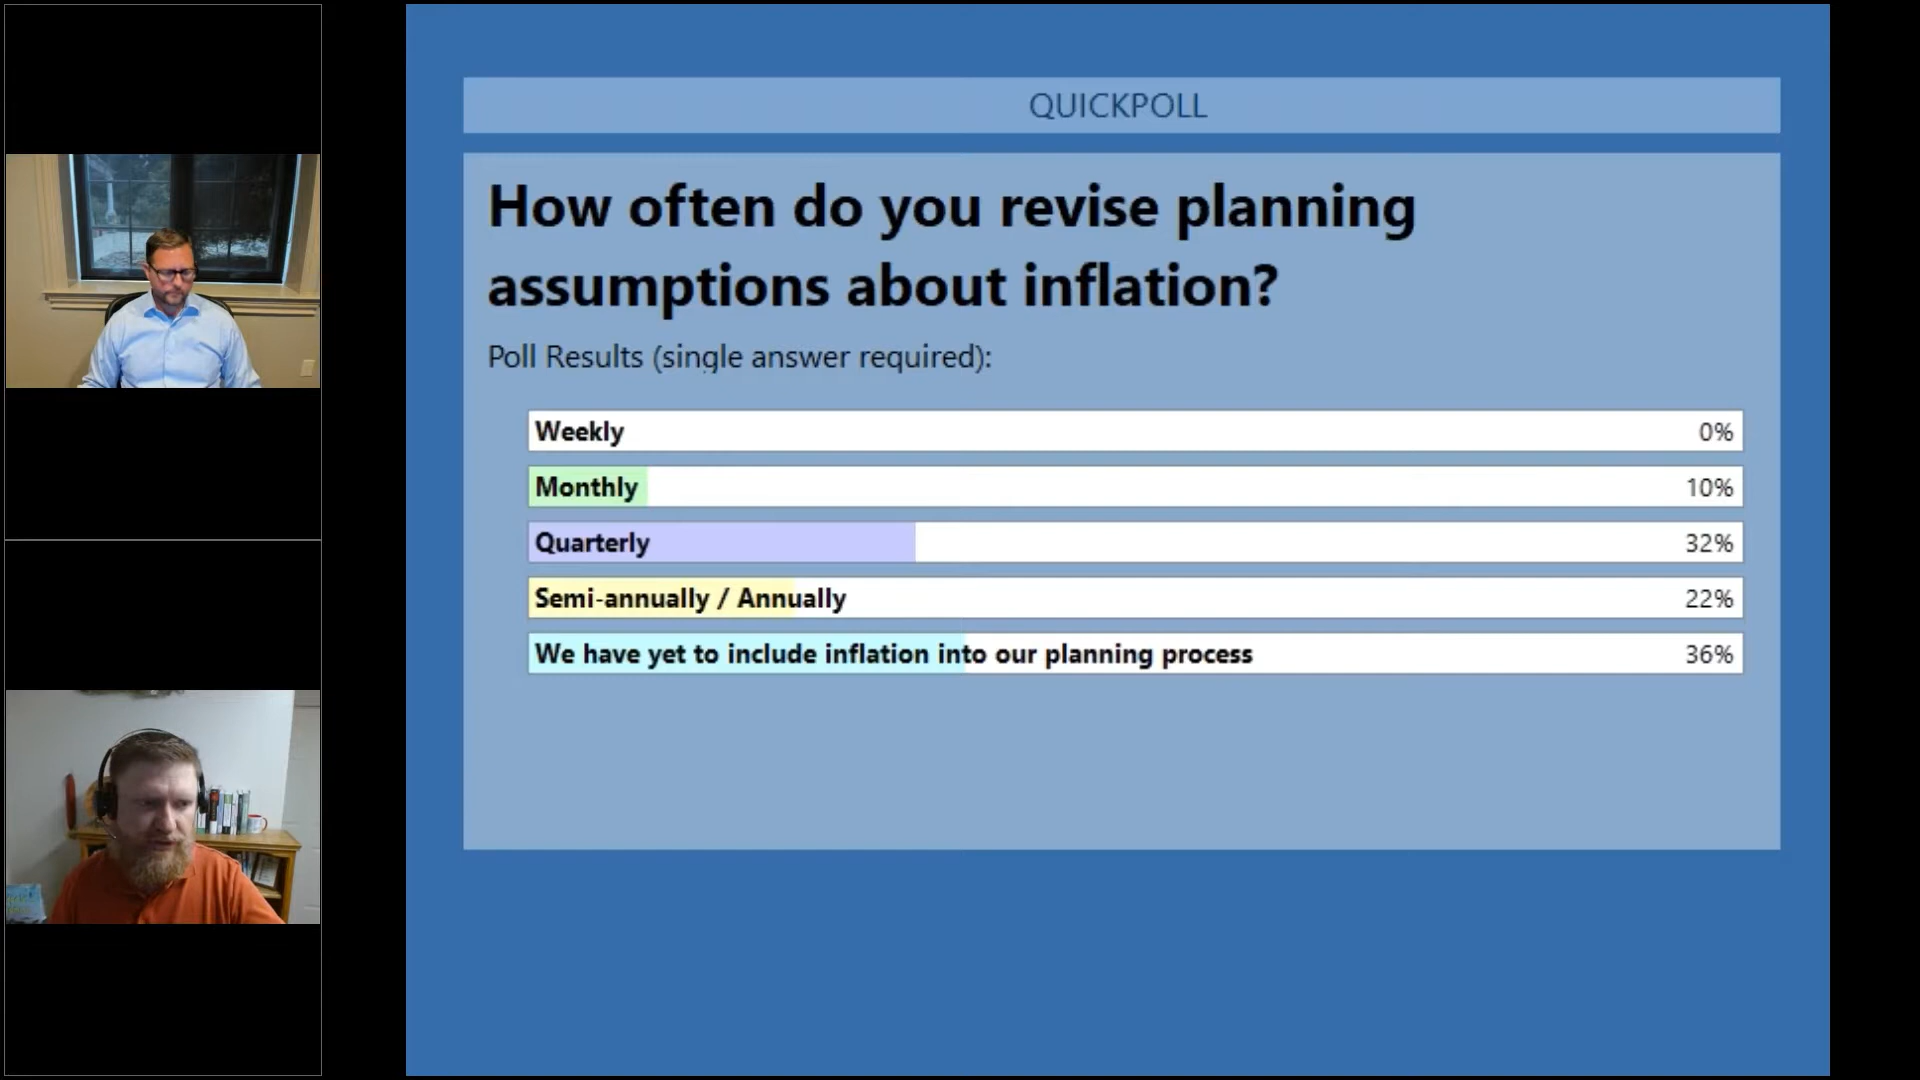 QUICKPOLL
How often do you revise planning
assumptions about inflation?
Poll Results (single answer required):
Weekly 0%
Monthly 10%
Quarterly 32%
Semi-annually / Annually 22%
We have yet to include inflation into our planning process 36%